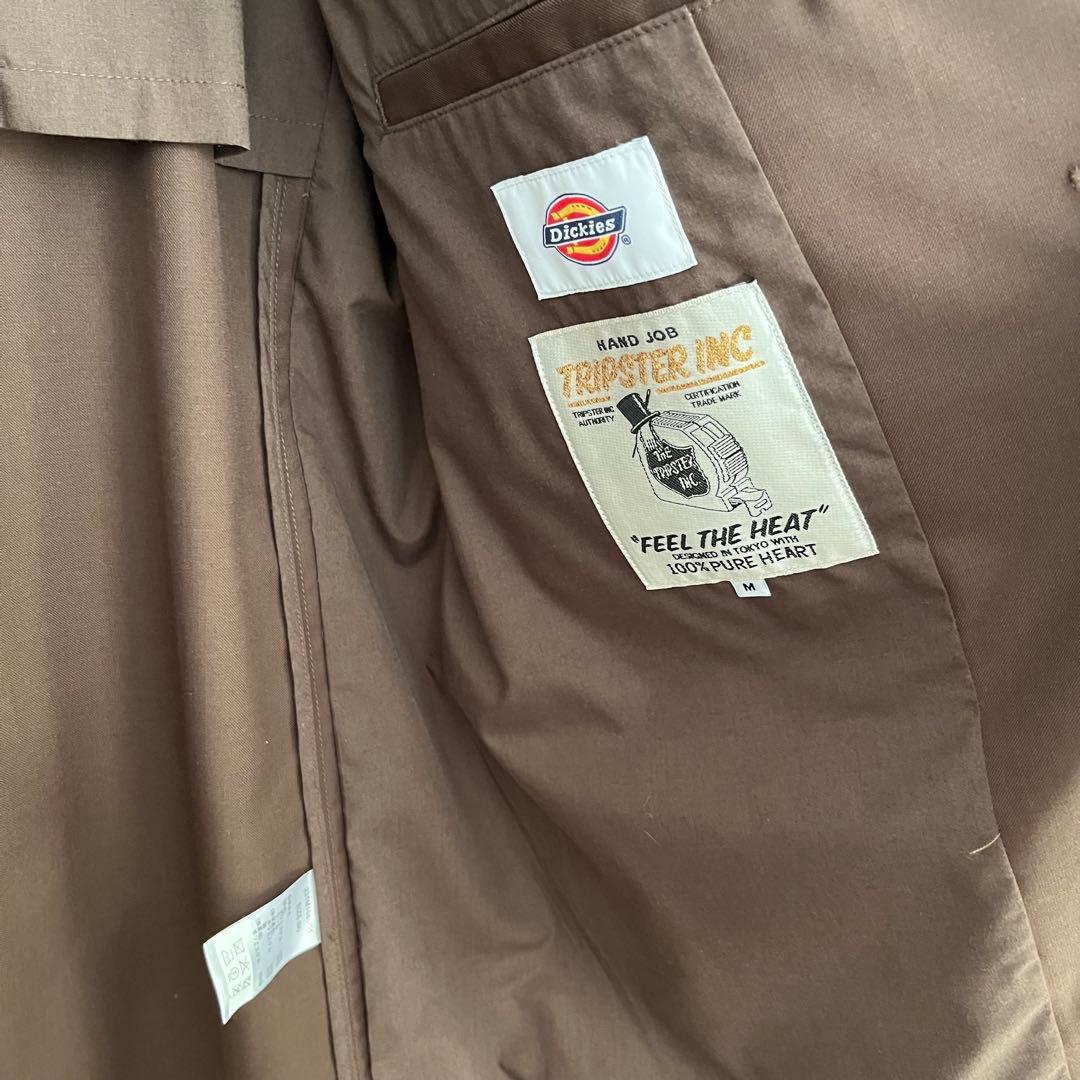 Dickies
®
HAND JOB
TRIPSTER INC
TRIPSTER INC
AUTHORITY
CERTIFICATION
TRADE MARK
THE
TRIPSTER
INC.
"FEEL THE HEAT"
DESIGNED IN TOKYO WITH
100% PURE HEART
M